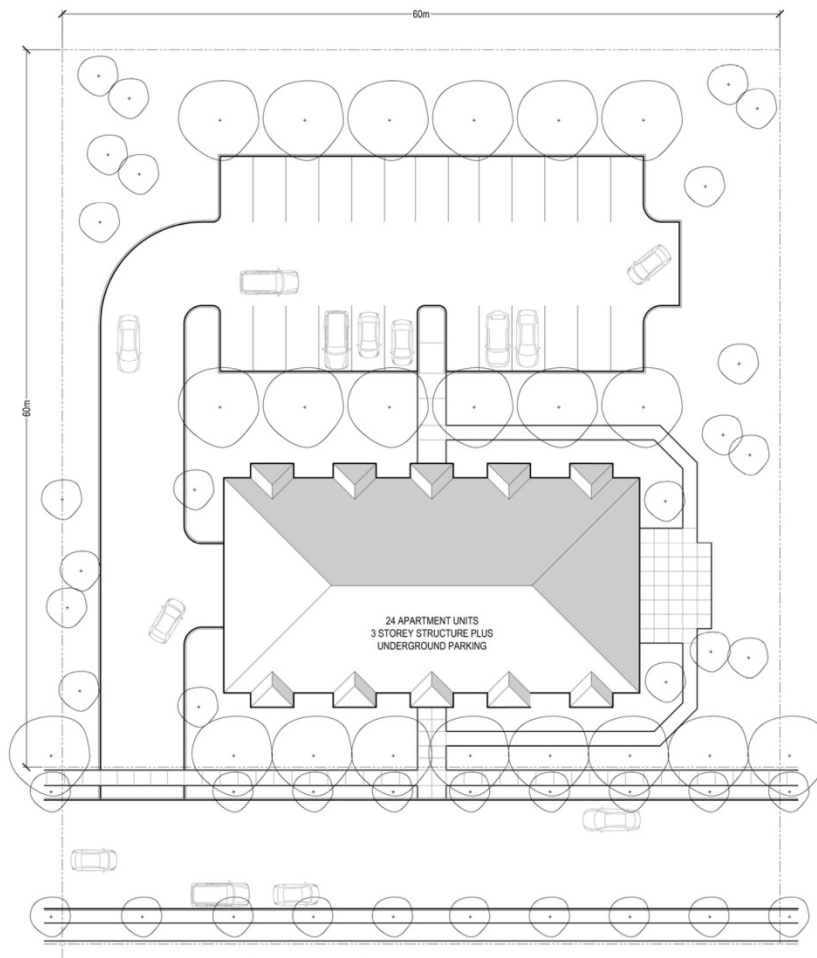 60m
60m
24 APARTMENT UNITS
3 STOREY STRUCTURE PLUS
UNDERGROUND PARKING